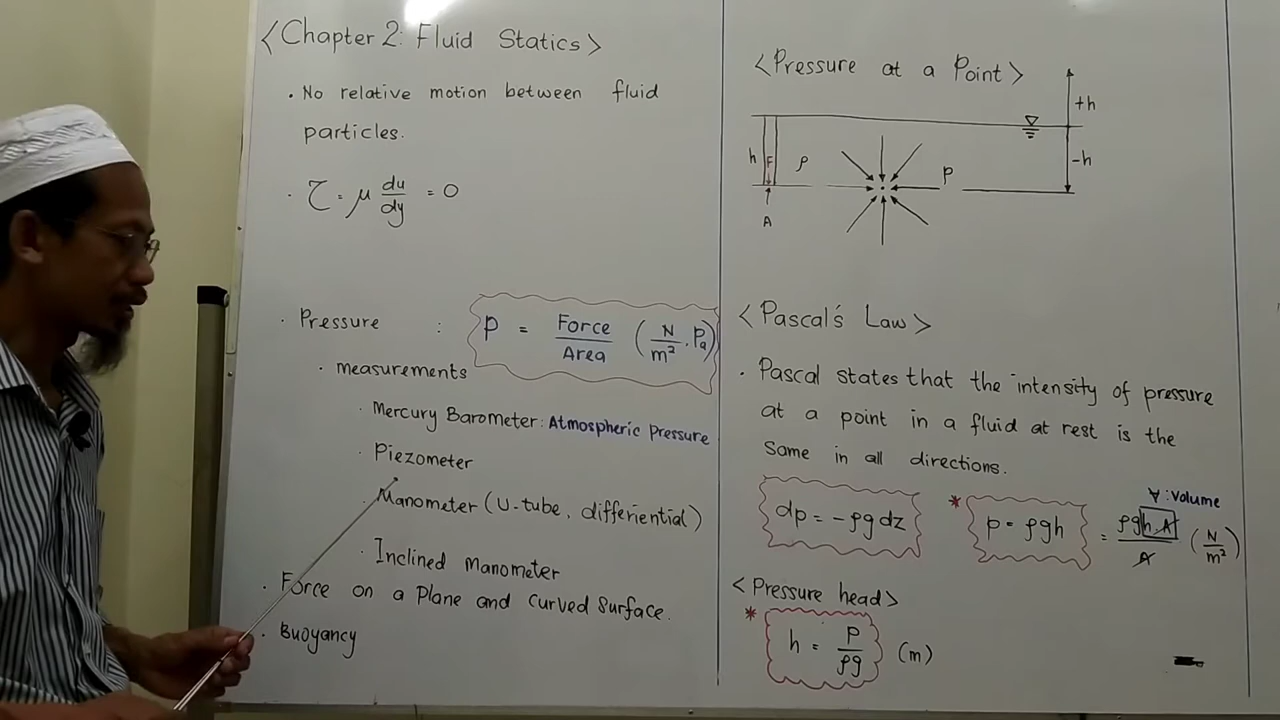 <Chapter 2: Fluid Statics>
. No relative motion between fluid
particles.
. τ = μ du/dy = 0
. Pressure : P = Force/Area (N/m², Pa)
. measurements
. Mercury Barometer: Atmospheric Pressure
. Piezometer
. Manometer (U-tube, differiential)
. Inclined Manometer
. Force on a Plane and Curved Surface.
. Buoyancy
<Pressure at a Point>
+h
h F ρ P -h
A
<Pascal's Law>
. Pascal states that the intensity of pressure
at a point in a fluid at rest is the
Same in all directions.
∀: Volume
dp = -ρg dz * p = ρgh = ρghA/A (N/m²)
<Pressure head>
* h = P/ρg (m)